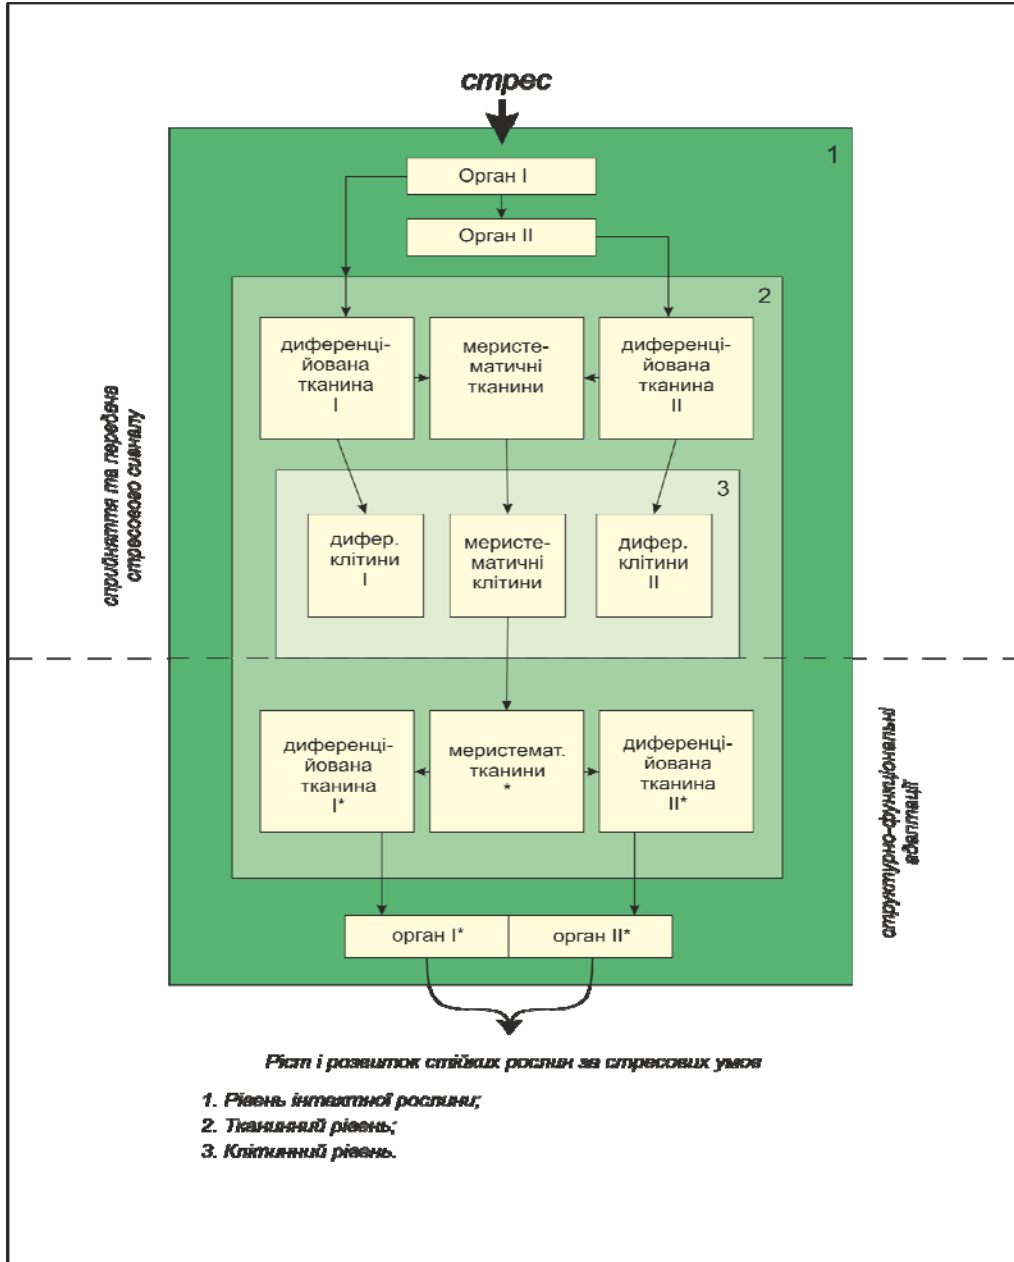 стрес
1
Орган I
Орган II
2
диференці-
йована
тканина
I
меристе-
матичні
тканини
диференці-
йована
тканина
II
сприйняття та передача
стресового сигналу
3
дифер.
клітини
I
меристе-
матичні
клітини
дифер.
клітини
II
диференці-
йована
тканина
I*
меристемат.
тканини
*
диференці-
йована
тканина
II*
структурно-функціональні
адаптації
орган I*
орган II*
Ріст і розвиток стійких рослин за стресових умов
1. Рівень інтактної рослини;
2. Тканинний рівень;
3. Клітинний рівень.